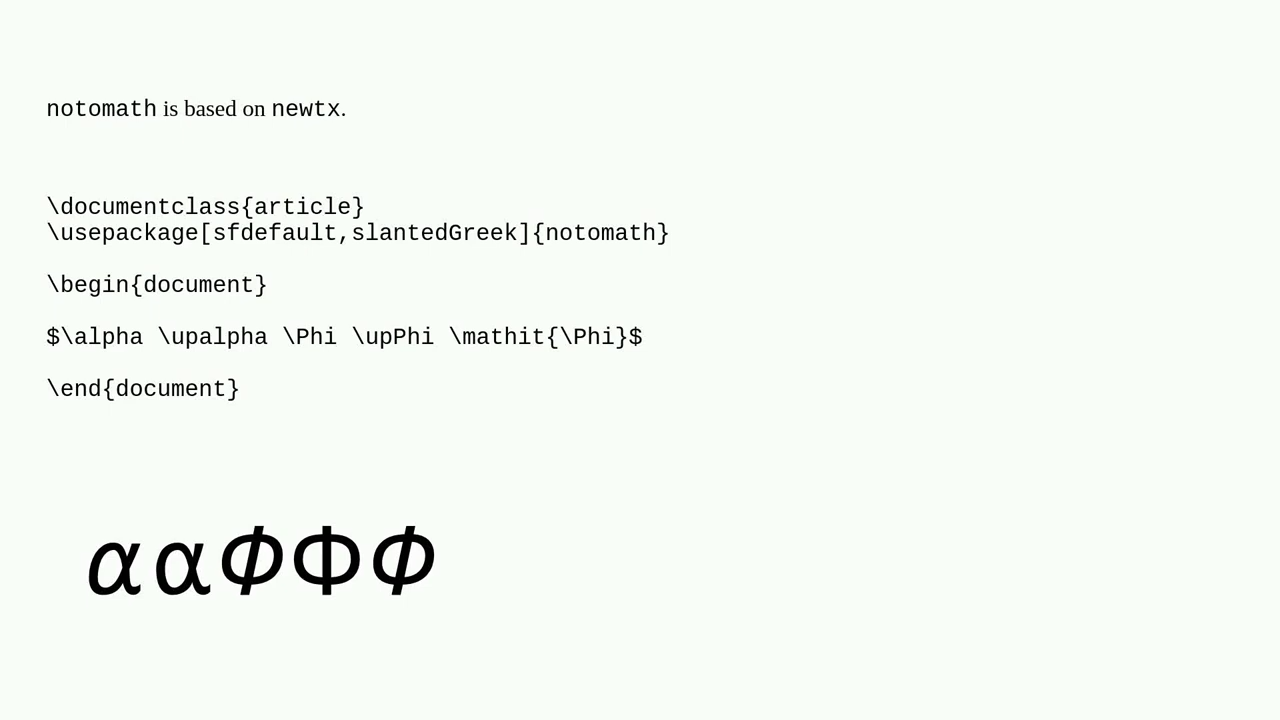 notomath is based on newtx.
\documentclass{article}
\usepackage[sfdefault,slantedGreek]{notomath}
\begin{document}
$\alpha \upalpha \Phi \upPhi \mathit{\Phi}$
\end{document}
ααΦΦΦ